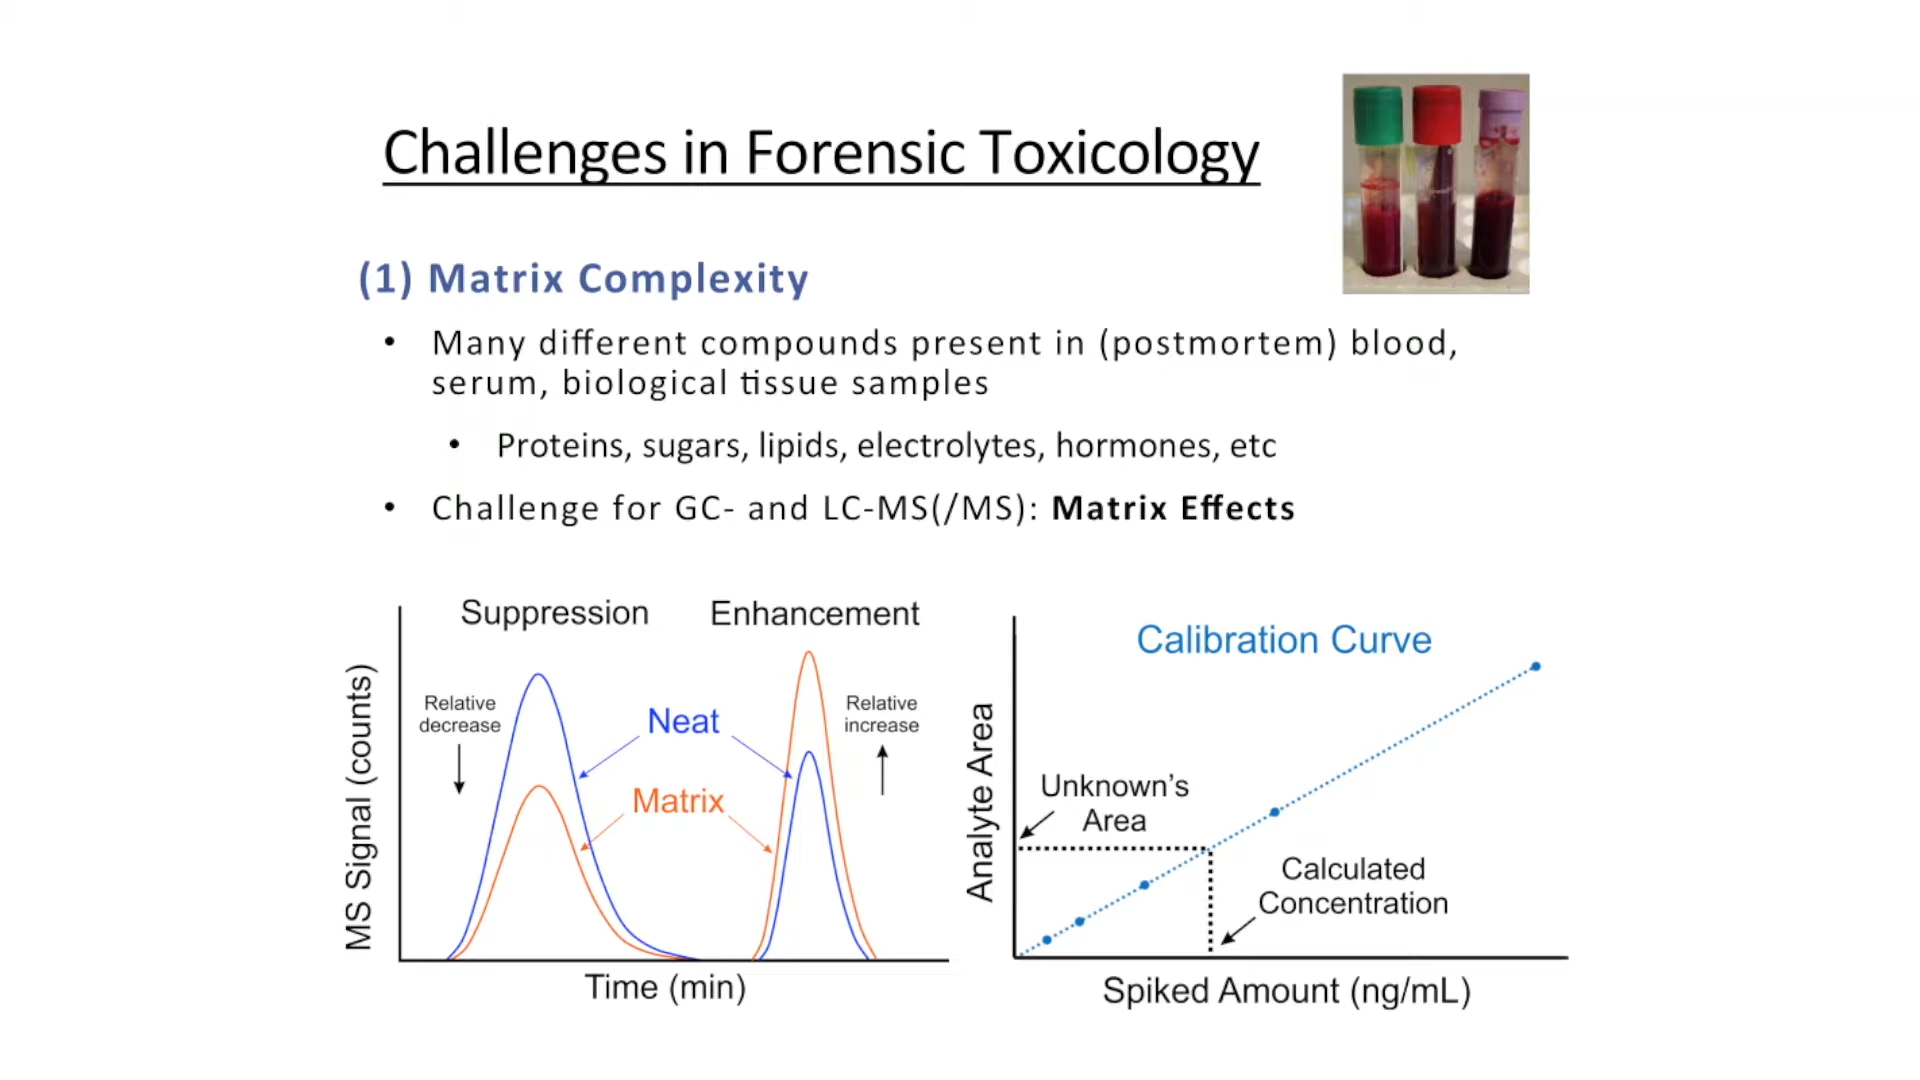 Challenges in Forensic Toxicology
(1) Matrix Complexity
• Many different compounds present in (postmortem) blood,
serum, biological tissue samples
• Proteins, sugars, lipids, electrolytes, hormones, etc
• Challenge for GC- and LC-MS(/MS): Matrix Effects
Suppression
Enhancement
Relative
decrease
Neat
Matrix
Relative
increase
MS Signal (counts)
Time (min)
Calibration Curve
Unknown's
Area
Calculated
Concentration
Analyte Area
Spiked Amount (ng/mL)